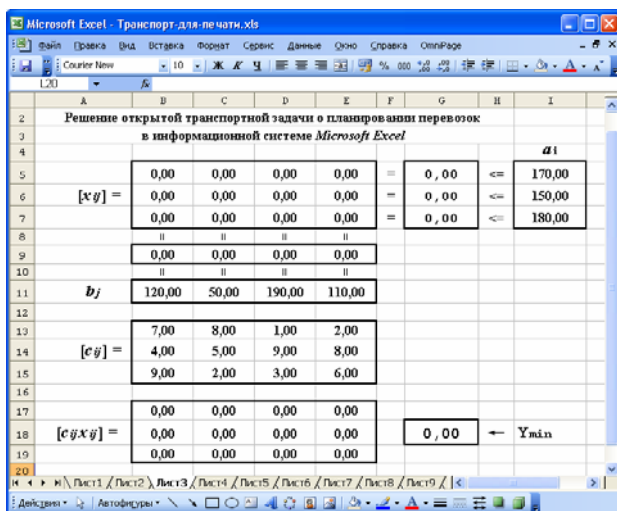 Microsoft Excel - Транспорт-для-печати.xls
Файл Правка Вид Вставка Формат Сервис Данные Окно Справка OmniPage
Courier New 10 Ж К Ч % 000
L20 fx
A B C D E F G H I
2 Решение открытой транспортной задачи о планировании перевозок
3 в информационной системе Microsoft Excel
4 ai
5 0,00 0,00 0,00 0,00 = 0,00 <= 170,00
6 [xij] = 0,00 0,00 0,00 0,00 = 0,00 <= 150,00
7 0,00 0,00 0,00 0,00 = 0,00 <= 180,00
8 = = = =
9 0,00 0,00 0,00 0,00
10 = = = =
11 bj 120,00 50,00 190,00 110,00
12
13 7,00 8,00 1,00 2,00
14 [cij] = 4,00 5,00 9,00 8,00
15 9,00 2,00 3,00 6,00
16
17 0,00 0,00 0,00 0,00
18 [cijxij] = 0,00 0,00 0,00 0,00 0,00 ← Ymin
19 0,00 0,00 0,00 0,00
20
Лист1 / Лист2 \ Лист3 / Лист4 / Лист5 / Лист6 / Лист7 / Лист8 / Лист9 /
Действия Автофигуры